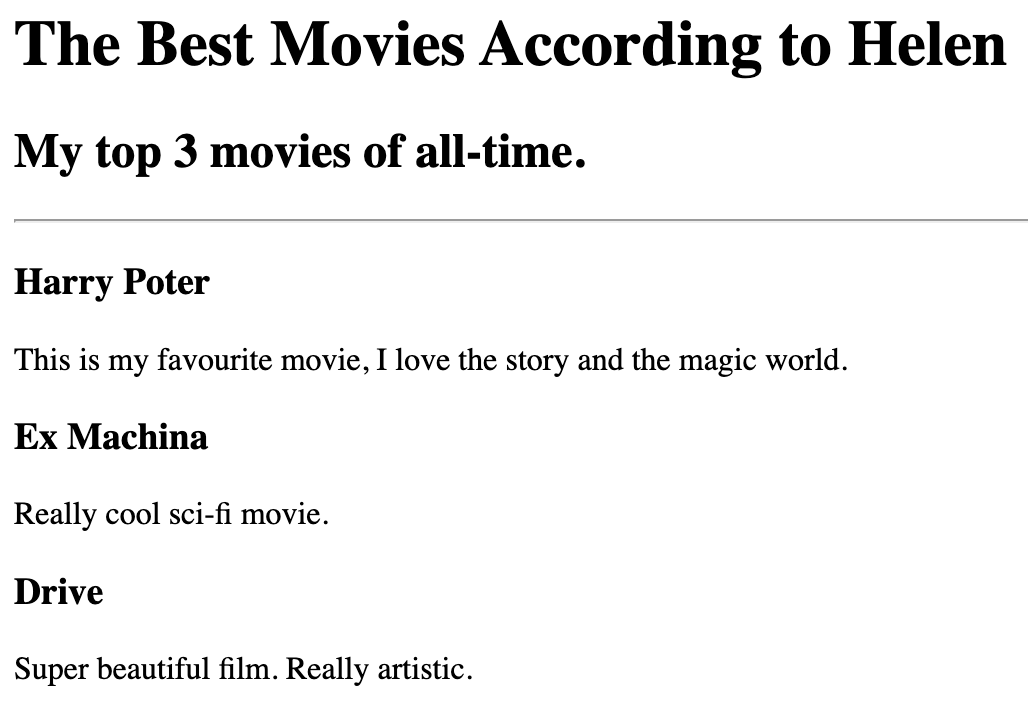 The Best Movies According to Helen
My top 3 movies of all-time.
Harry Poter
This is my favourite movie, I love the story and the magic world.
Ex Machina
Really cool sci-fi movie.
Drive
Super beautiful film. Really artistic.